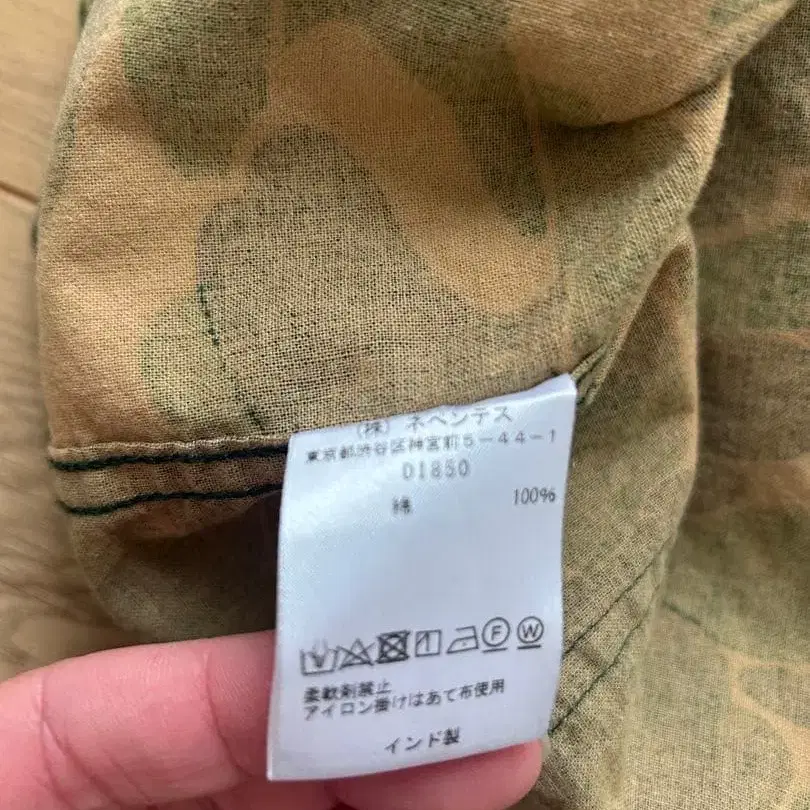 (株) ネペンテス
東京都渋谷区神宮前5-44-1
D1850
綿 100%
F W
柔軟剤禁止
アイロン掛けはあて布使用
インド製